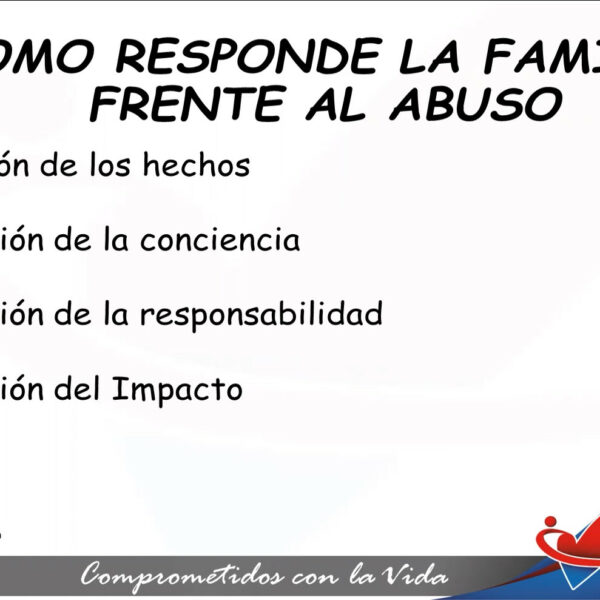 OMO RESPONDE LA FAMI
FRENTE AL ABUSO
ón de los hechos
ión de la conciencia
ión de la responsabilidad
ión del Impacto
Comprometidos con la Vida